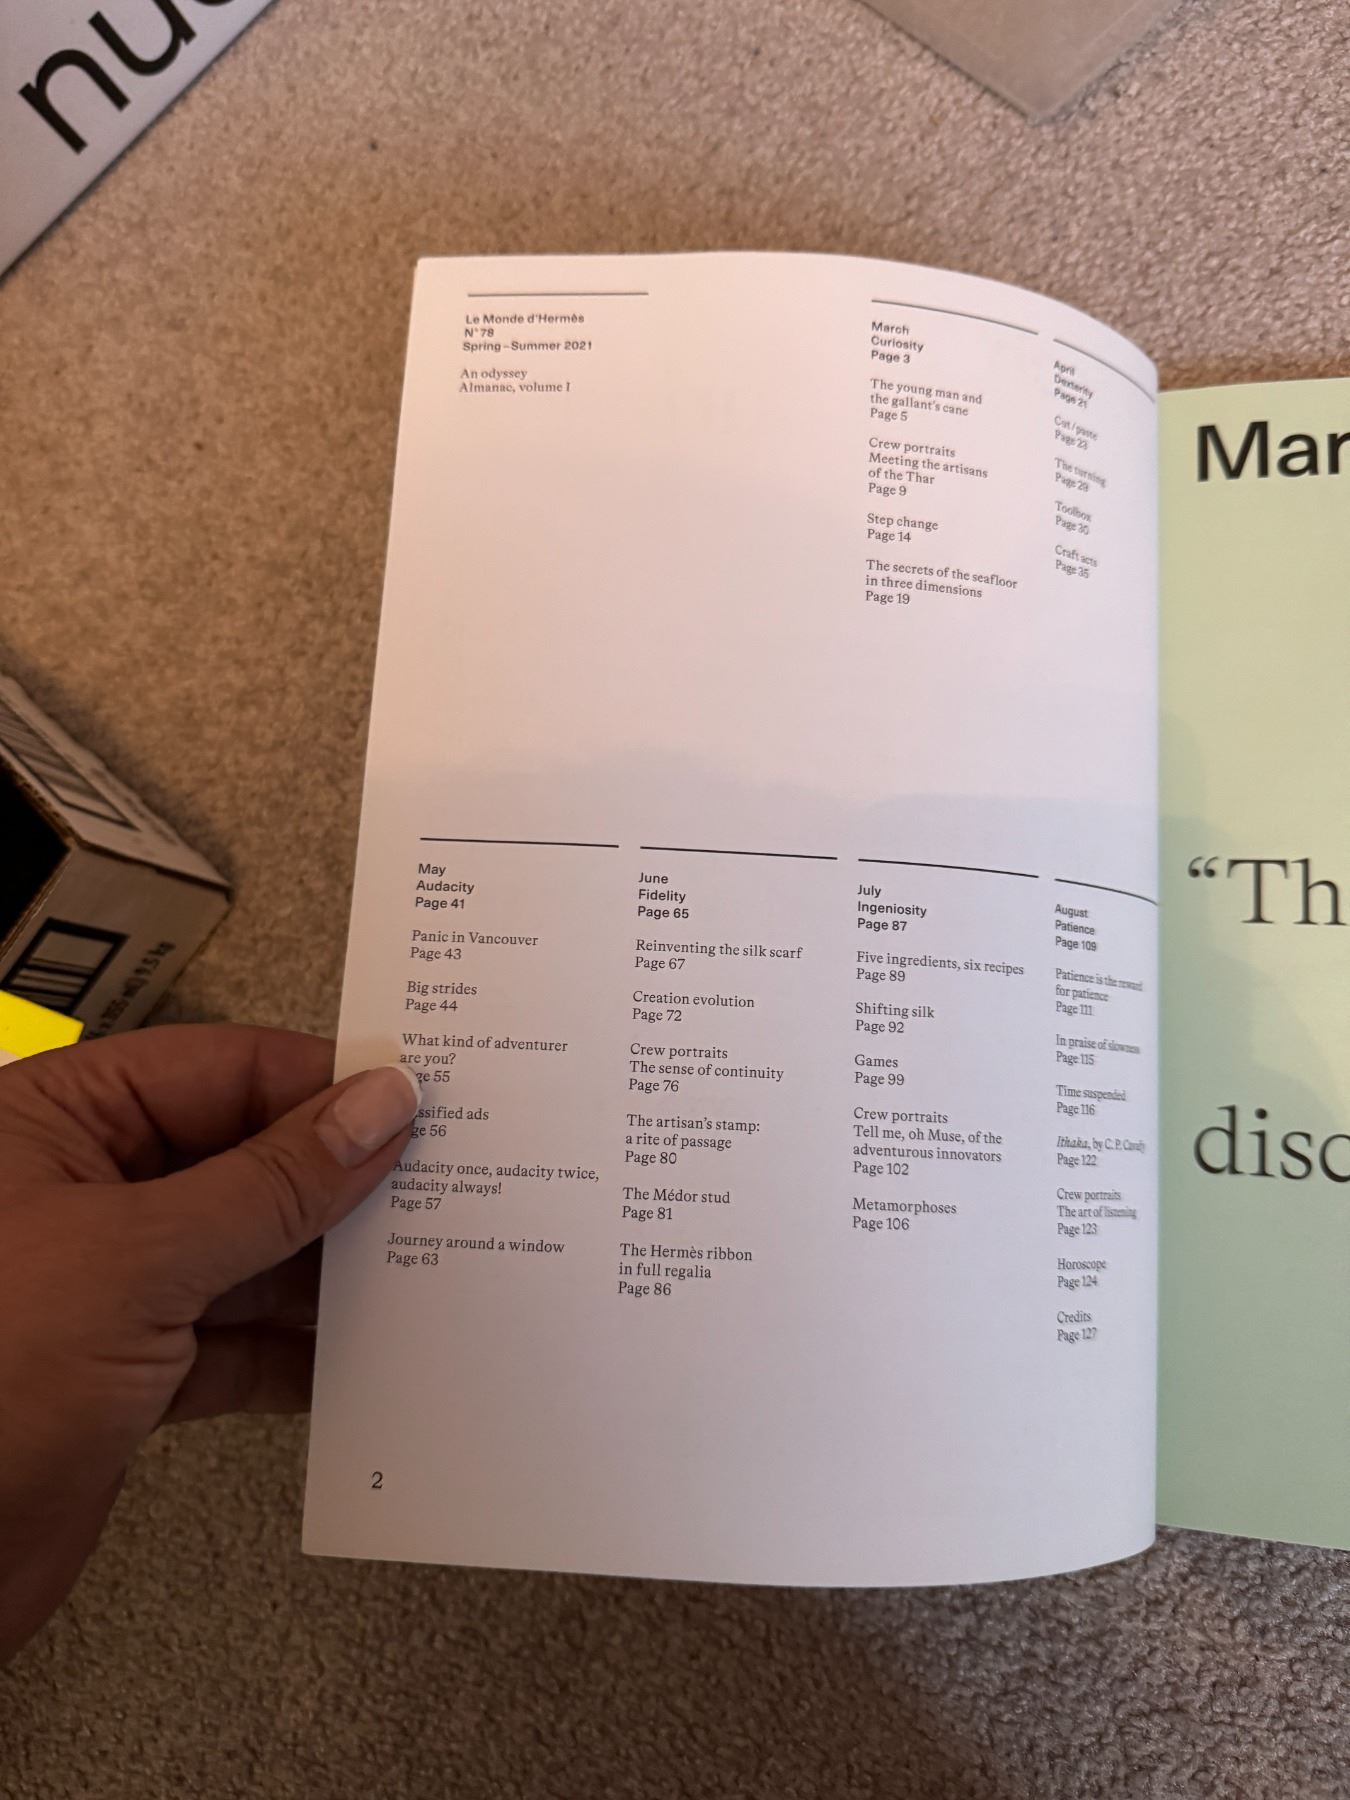 nu
Le Monde d'Hermès
N°78
Spring–Summer 2021
An odyssey
Almanac, volume I
March
Curiosity
Page 3
The young man and
the gallant's cane
Page 5
Crew portraits
Meeting the artisans
of the Thar
Page 9
Step change
Page 14
The secrets of the seafloor
in three dimensions
Page 19
April
Dexterity
Page 21
Cut/paste
Page 23
The turning
Page 29
Toolbox
Page 30
Craft acts
Page 35
May
Audacity
Page 41
Panic in Vancouver
Page 43
Big strides
Page 44
What kind of adventurer
are you?
ge 55
ssified ads
ge 56
Audacity once, audacity twice,
audacity always!
Page 57
Journey around a window
Page 63
June
Fidelity
Page 65
Reinventing the silk scarf
Page 67
Creation evolution
Page 72
Crew portraits
The sense of continuity
Page 76
The artisan's stamp:
a rite of passage
Page 80
The Médor stud
Page 81
The Hermès ribbon
in full regalia
Page 86
July
Ingeniosity
Page 87
Five ingredients, six recipes
Page 89
Shifting silk
Page 92
Games
Page 99
Crew portraits
Tell me, oh Muse, of the
adventurous innovators
Page 102
Metamorphoses
Page 106
August
Patience
Page 109
Patience is the reward
for patience
Page 111
In praise of slowness
Page 115
Time suspended
Page 116
Ithaka, by C. P. Cavafy
Page 122
Crew portraits
The art of listening
Page 123
Horoscope
Page 124
Credits
Page 127
2
Mar
“Th
disc